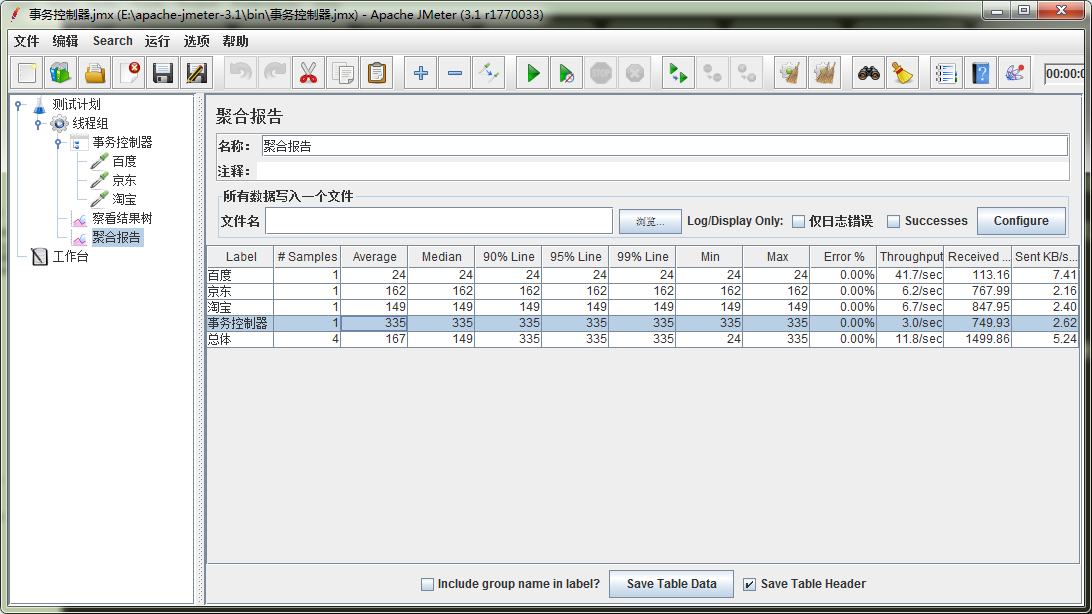 事务控制器.jmx (E:\apache-jmeter-3.1\bin\事务控制器.jmx) - Apache JMeter (3.1 r1770033)
文件 编辑 Search 运行 选项 帮助
STOP
00:00:0
测试计划
线程组
事务控制器
百度
京东
淘宝
察看结果树
聚合报告
工作台
聚合报告
名称： 聚合报告
注释：
所有数据写入一个文件
文件名 浏览... Log/Display Only: 仅日志错误 Successes Configure
Label # Samples Average Median 90% Line 95% Line 99% Line Min Max Error % Throughput Received ... Sent KB/s...
百度 1 24 24 24 24 24 24 24 0.00% 41.7/sec 113.16 7.41
京东 1 162 162 162 162 162 162 162 0.00% 6.2/sec 767.99 2.16
淘宝 1 149 149 149 149 149 149 149 0.00% 6.7/sec 847.95 2.40
事务控制器 1 335 335 335 335 335 335 335 0.00% 3.0/sec 749.93 2.62
总体 4 167 149 335 335 335 24 335 0.00% 11.8/sec 1499.86 5.24
Include group name in label? Save Table Data Save Table Header